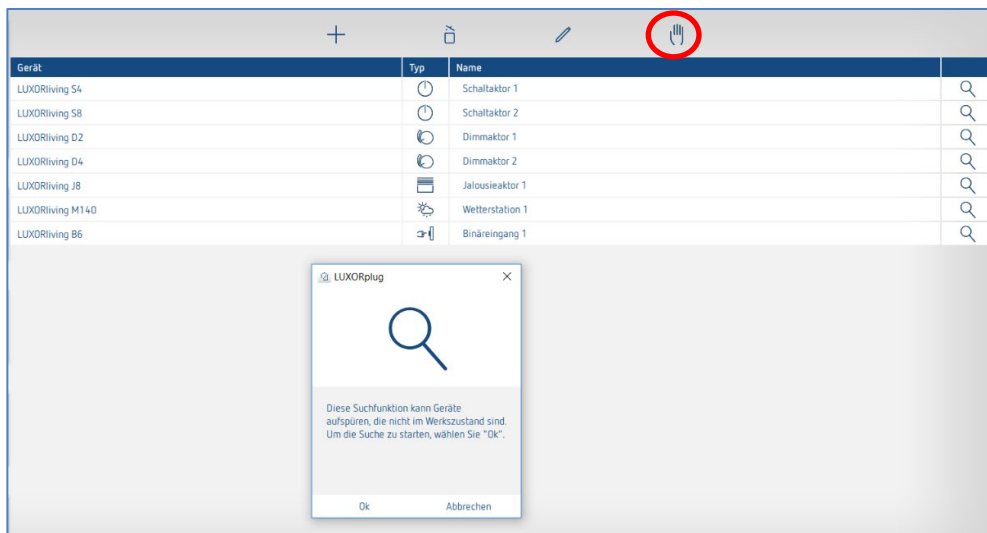 Gerät Typ Name
LUXORliving S4 Schaltaktor 1
LUXORliving S8 Schaltaktor 2
LUXORliving D2 Dimmaktor 1
LUXORliving D4 Dimmaktor 2
LUXORliving J8 Jalousieaktor 1
LUXORliving M140 Wetterstation 1
LUXORliving B6 Binäreingang 1
LUXORplug
Diese Suchfunktion kann Geräte
aufspüren, die nicht im Werkszustand sind.
Um die Suche zu starten, wählen Sie "Ok".
Ok Abbrechen